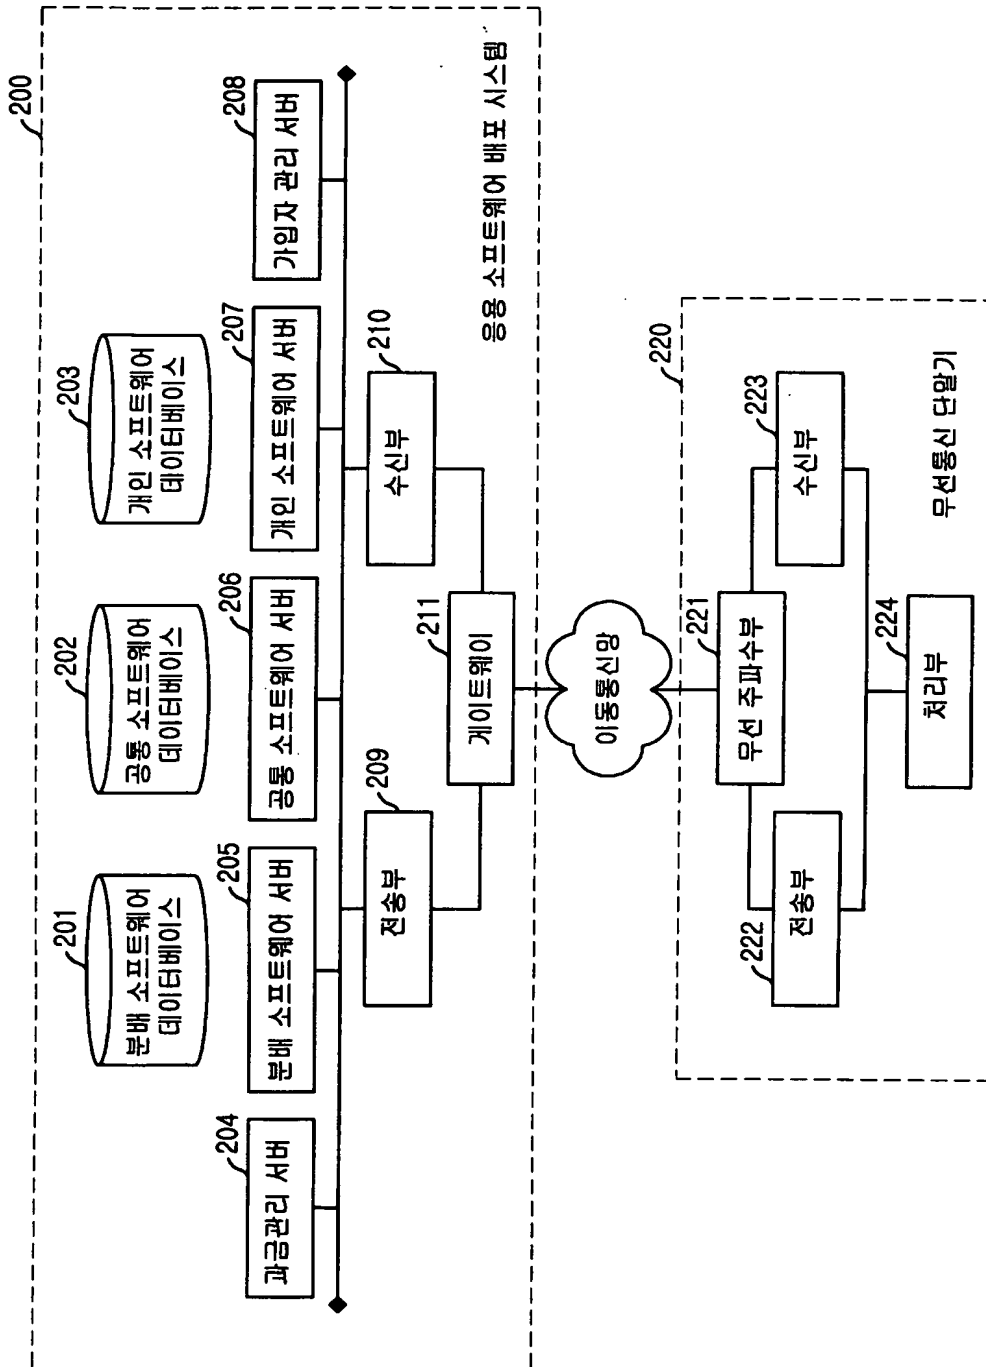 200
201
분배 소프트웨어
데이터베이스
202
공통 소프트웨어
데이터베이스
203
개인 소프트웨어
데이터베이스
204
과금관리 서버
205
분배 소프트웨어 서버
206
공통 소프트웨어 서버
207
개인 소프트웨어 서버
208
가입자 관리 서버
209
전송부
210
수신부
211
게이트웨이
응용 소프트웨어 배포 시스템
이동통신망
220
221
무선 주파수부
222
전송부
223
수신부
224
처리부
무선통신 단말기